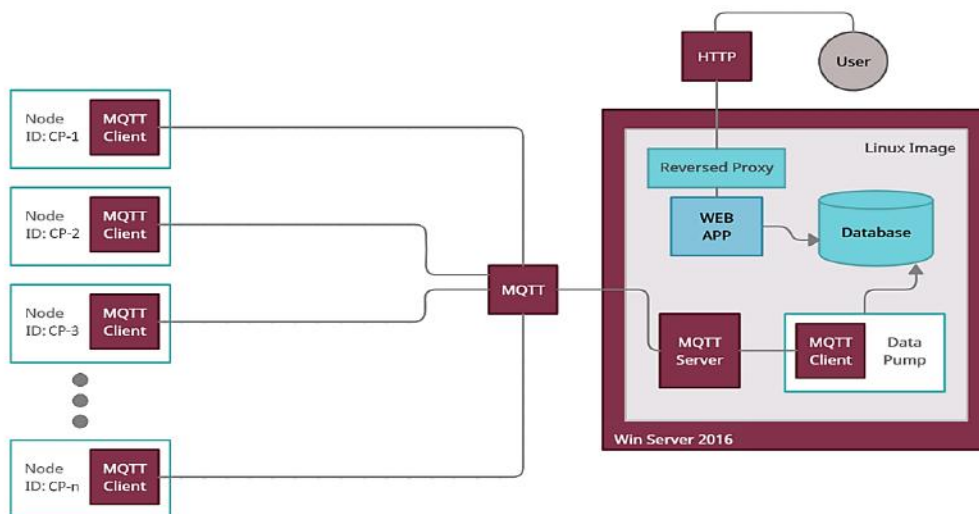 HTTP
User
Node
ID: CP-1
MQTT
Client
Node
ID: CP-2
MQTT
Client
Node
ID: CP-3
MQTT
Client
Node
ID: CP-n
MQTT
Client
MQTT
Linux Image
Reversed Proxy
WEB
APP
Database
MQTT
Server
MQTT
Client
Data
Pump
Win Server 2016